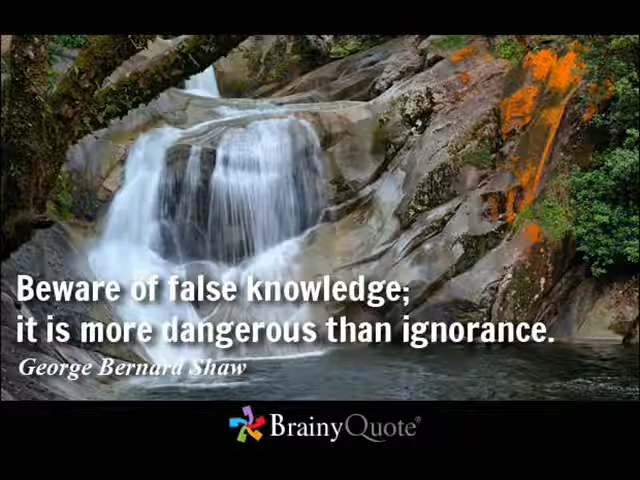 Beware of false knowledge;
it is more dangerous than ignorance.
George Bernard Shaw
BrainyQuote®